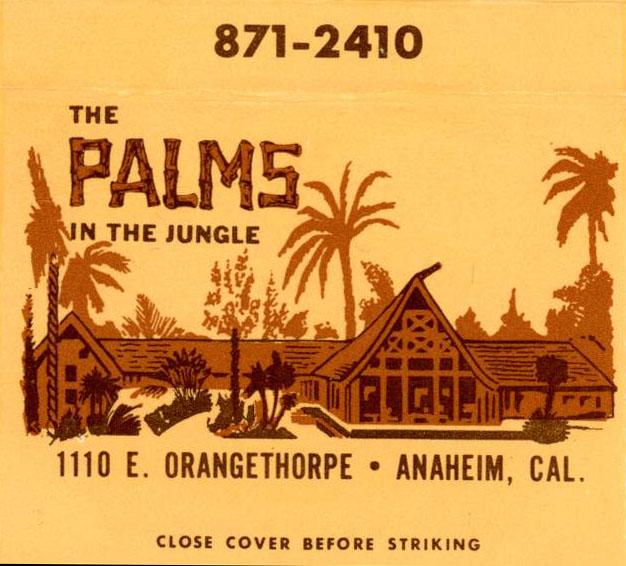 871-2410
THE
PALMS
IN THE JUNGLE
1110 E. ORANGETHORPE • ANAHEIM, CAL.
CLOSE COVER BEFORE STRIKING